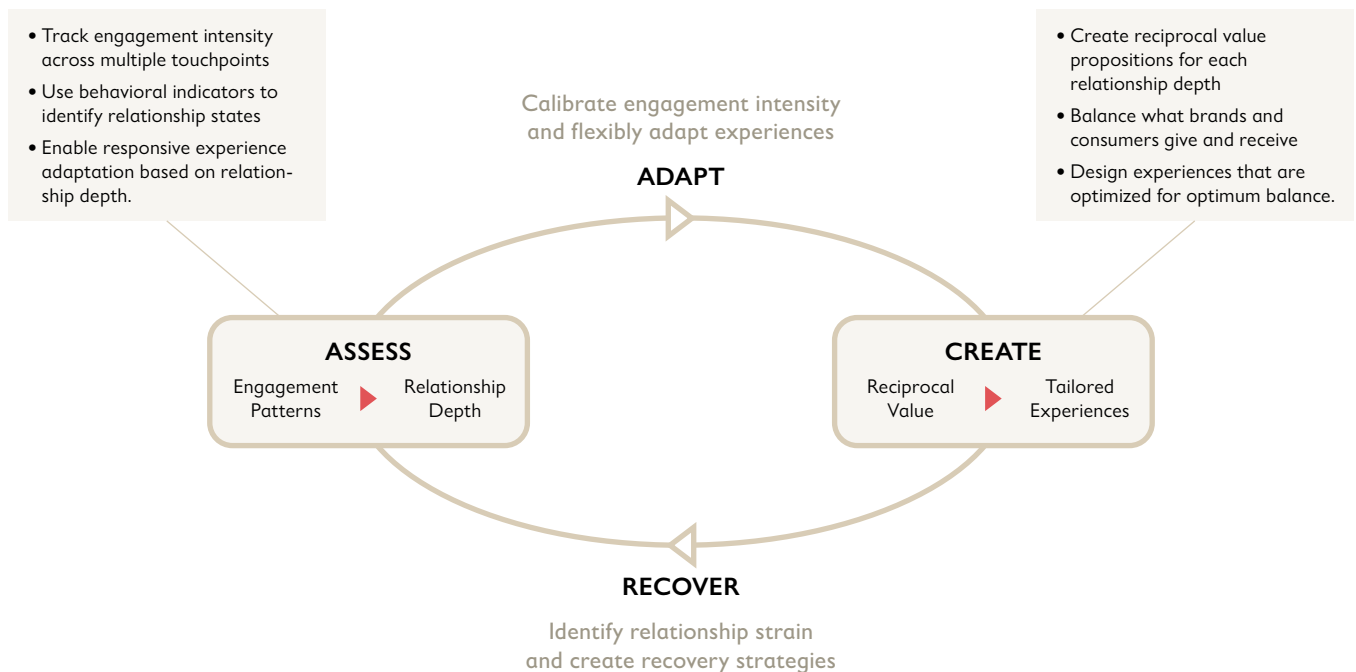 • Track engagement intensity
across multiple touchpoints
• Use behavioral indicators to
identify relationship states
• Enable responsive experience
adaptation based on relation-
ship depth.
• Create reciprocal value
propositions for each
relationship depth
• Balance what brands and
consumers give and receive
• Design experiences that are
optimized for optimum balance.
Calibrate engagement intensity
and flexibly adapt experiences
ADAPT
ASSESS
Engagement
Patterns
Relationship
Depth
CREATE
Reciprocal
Value
Tailored
Experiences
RECOVER
Identify relationship strain
and create recovery strategies